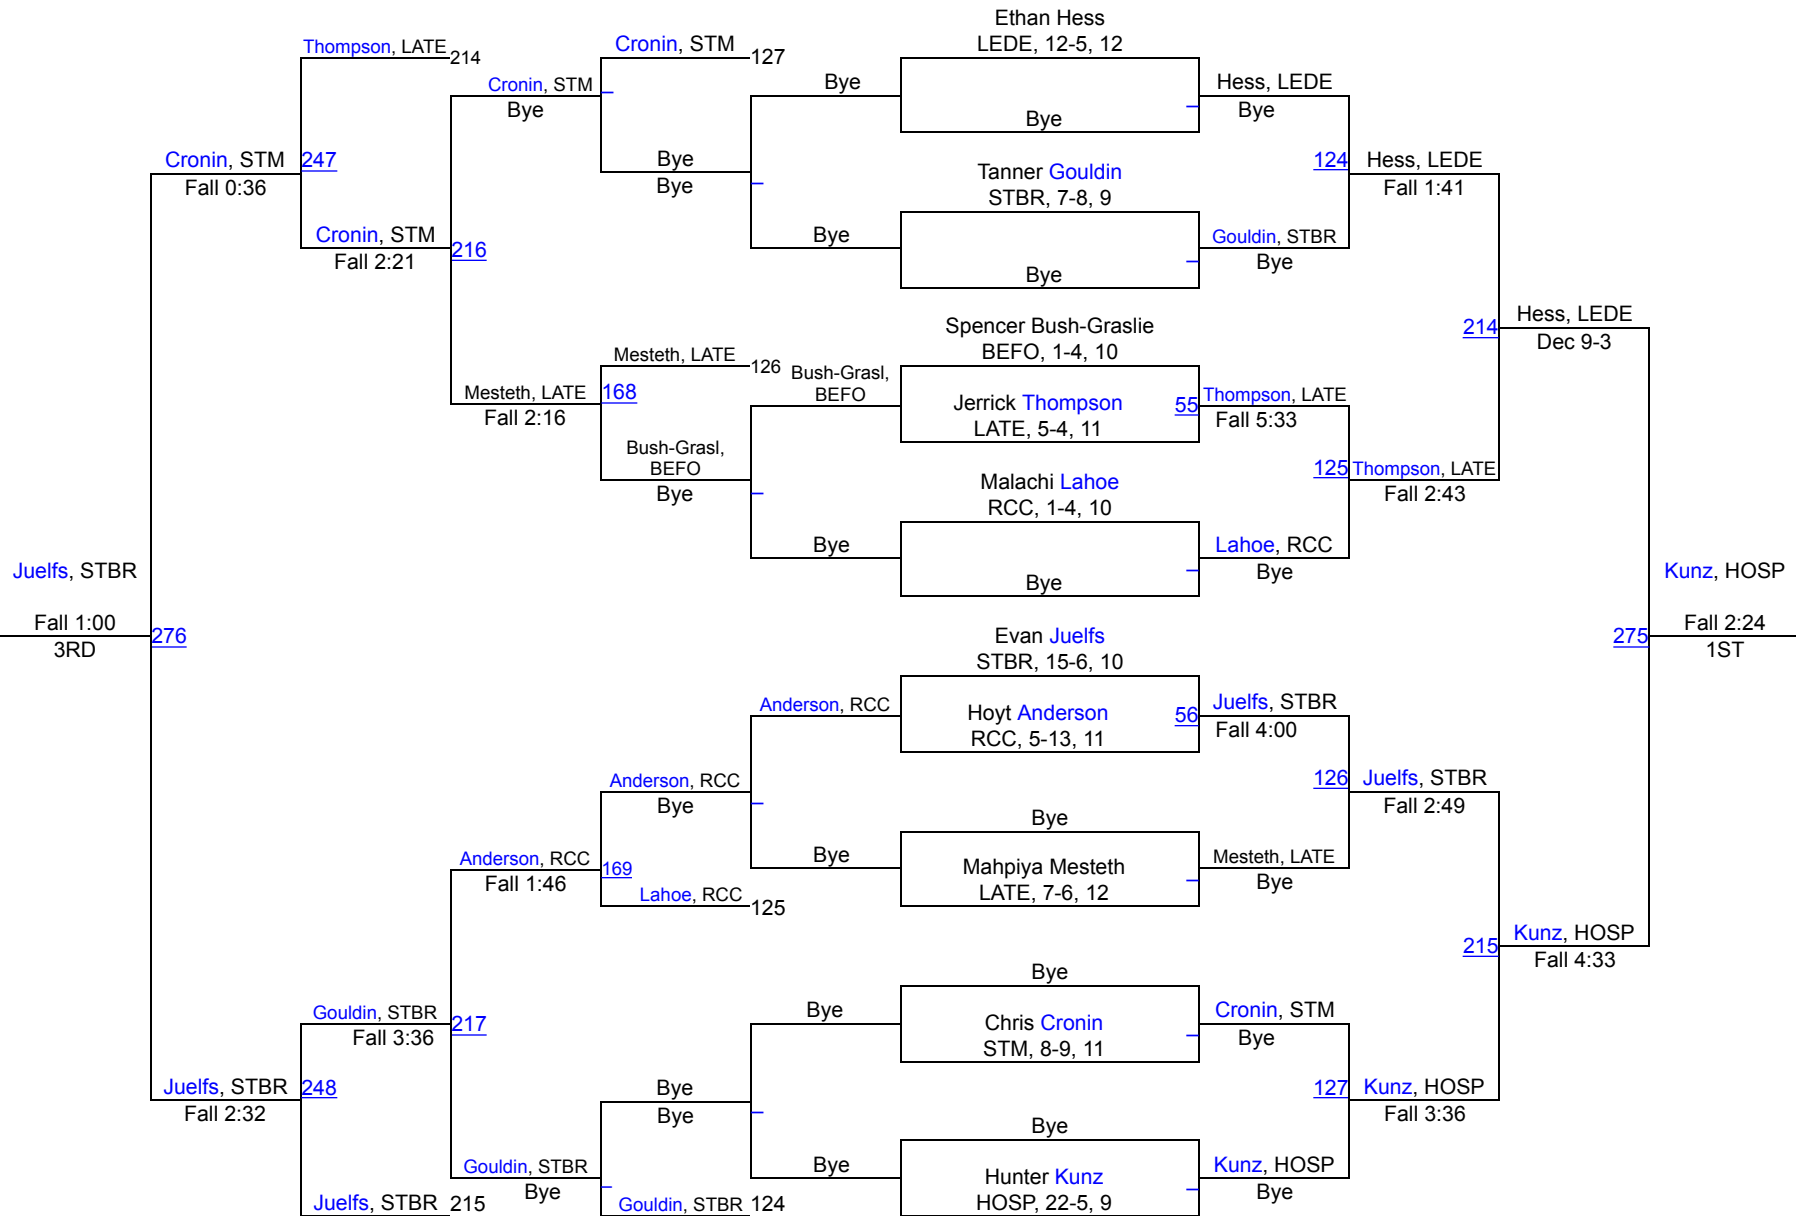 Ethan Hess
LEDE, 12-5, 12
Bye
Tanner Gouldin
STBR, 7-8, 9
Bye
Spencer Bush-Graslie
BEFO, 1-4, 10
Jerrick Thompson
LATE, 5-4, 11
55
Malachi Lahoe
RCC, 1-4, 10
Bye
Evan Juelfs
STBR, 15-6, 10
Hoyt Anderson
RCC, 5-13, 11
56
Bye
Mahpiya Mesteth
LATE, 7-6, 12
Bye
Chris Cronin
STM, 8-9, 11
Bye
Hunter Kunz
HOSP, 22-5, 9
Hess, LEDE
Bye
124
Gouldin, STBR
Bye
Thompson, LATE
Fall 5:33
125
Lahoe, RCC
Bye
Juelfs, STBR
Fall 4:00
126
Mesteth, LATE
Bye
Cronin, STM
Bye
127
Kunz, HOSP
Bye
Hess, LEDE
Fall 1:41
214
Thompson, LATE
Fall 2:43
Juelfs, STBR
Fall 2:49
215
Kunz, HOSP
Fall 3:36
Hess, LEDE
Dec 9-3
275
Kunz, HOSP
Fall 4:33
Kunz, HOSP
Fall 2:24
1ST
Bye
Bye
Bush-Grasl,
BEFO
Bye
Anderson, RCC
Bye
Bye
Bye
Cronin, STM
127
Bye
Bye
Mesteth, LATE
126
Bush-Grasl,
BEFO
Bye
Anderson, RCC
Bye
Lahoe, RCC
125
Bye
Bye
Gouldin, STBR
124
Cronin, STM
Bye
Mesteth, LATE
Fall 2:16
168
Anderson, RCC
Fall 1:46
169
Gouldin, STBR
Bye
Thompson, LATE
214
Cronin, STM
Fall 2:21
216
Gouldin, STBR
Fall 3:36
217
Juelfs, STBR
215
Cronin, STM
Fall 0:36
247
Juelfs, STBR
Fall 2:32
248
Juelfs, STBR
Fall 1:00
3RD
276